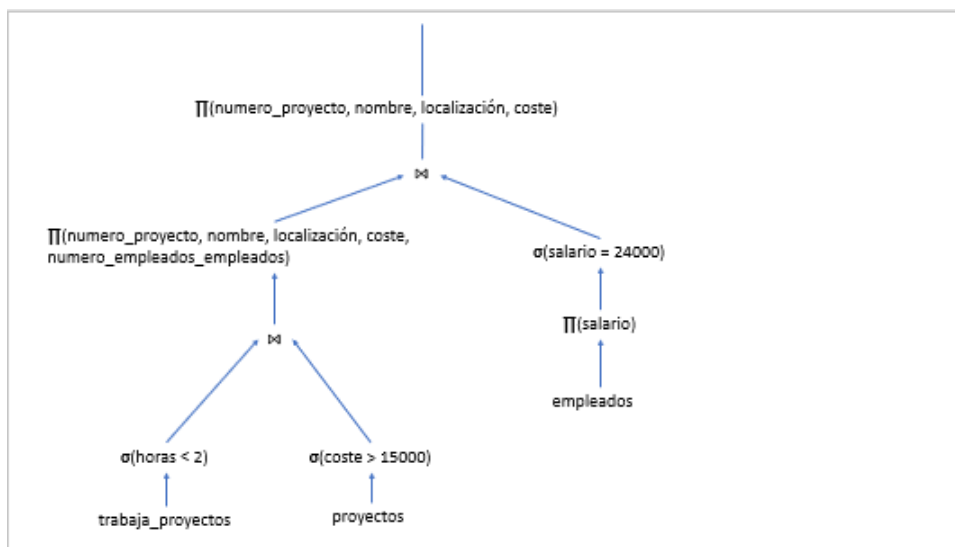 ∏(numero_proyecto, nombre, localización, coste)
⋈
∏(numero_proyecto, nombre, localización, coste,
numero_empleados_empleados)
σ(salario = 24000)
∏(salario)
⋈
empleados
σ(horas < 2)
σ(coste > 15000)
trabaja_proyectos
proyectos